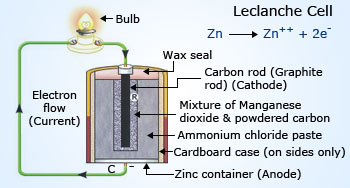 Leclanche Cell
Bulb
Zn → Zn++ + 2e-
Wax seal
Carbon rod (Graphite
rod) (Cathode)
R
Electron
flow
(Current)
Mixture of Manganese
dioxide & powdered carbon
Ammonium chloride paste
Cardboard case (on sides only)
C −
Zinc container (Anode)